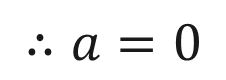 ∴ a = 0